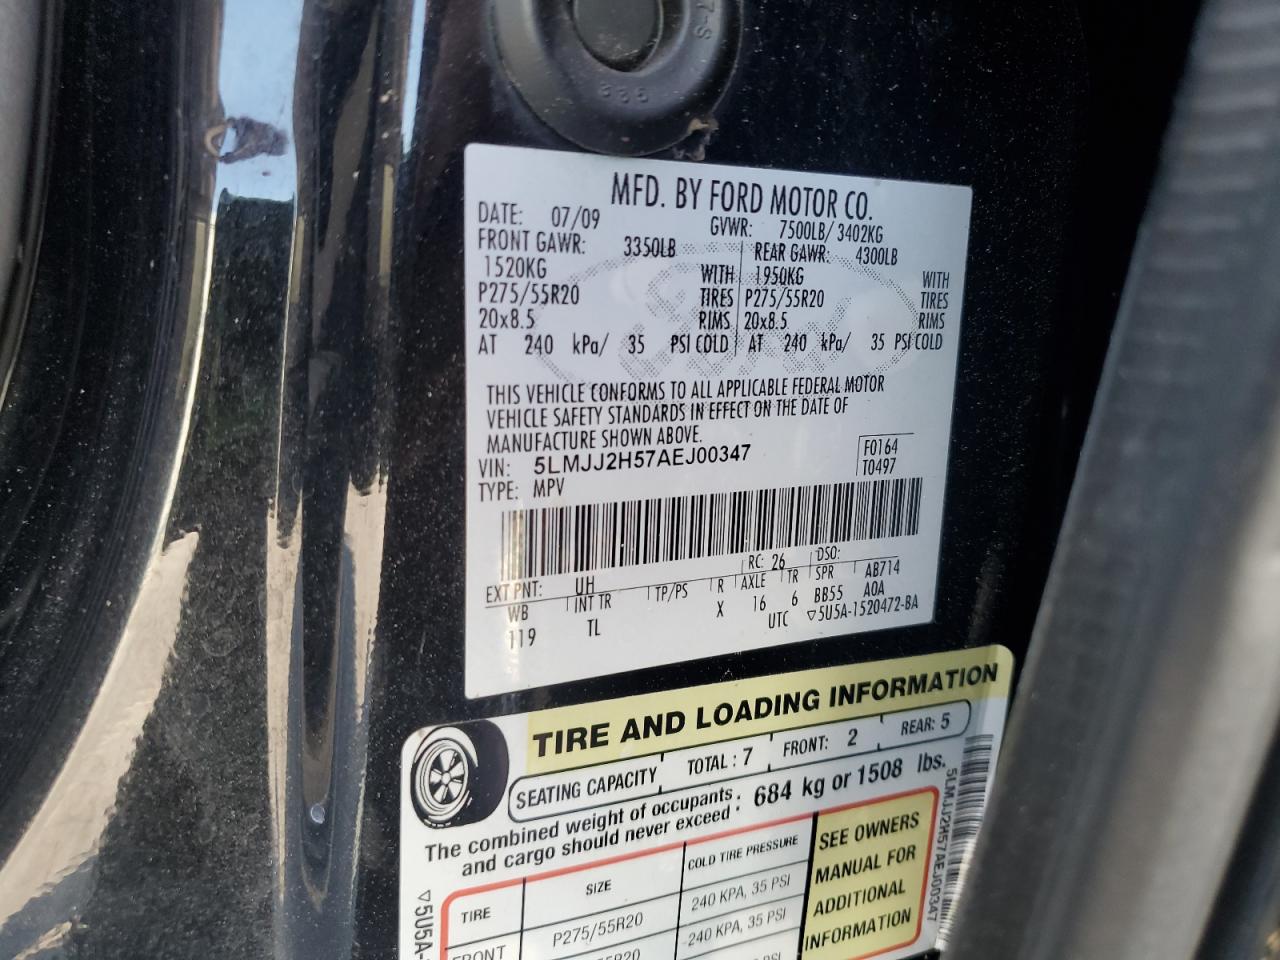 7-S
335
MFD. BY FORD MOTOR CO.
DATE: 07/09 GVWR: 7500LB/ 3402KG
FRONT GAWR: 3350LB REAR GAWR: 4300LB
1520KG WITH 1950KG WITH
P275/55R20 TIRES P275/55R20 TIRES
20x8.5 RIMS 20x8.5 RIMS
AT 240 kPa/ 35 PSI COLD AT 240 kPa/ 35 PSI COLD
THIS VEHICLE CONFORMS TO ALL APPLICABLE FEDERAL MOTOR
VEHICLE SAFETY STANDARDS IN EFFECT ON THE DATE OF
MANUFACTURE SHOWN ABOVE.
VIN: 5LMJJ2H57AEJ00347 F0164
TYPE: MPV T0497
EXT PNT: UH RC: 26 DSO:
WB INT TR TP/PS R AXLE TR SPR AB714
119 TL X 16 6 BB55 A0A
UTC ▽5U5A-1520472-BA
TIRE AND LOADING INFORMATION
SEATING CAPACITY TOTAL : 7 FRONT: 2 REAR: 5
The combined weight of occupants
and cargo should never exceed : 684 kg or 1508 lbs.
TIRE SIZE COLD TIRE PRESSURE
FRONT P275/55R20 240 KPA, 35 PSI
240 KPA, 35 PSI
SEE OWNERS
MANUAL FOR
ADDITIONAL
INFORMATION
5LMJJ2H57AEJ00347
▽5U5A-